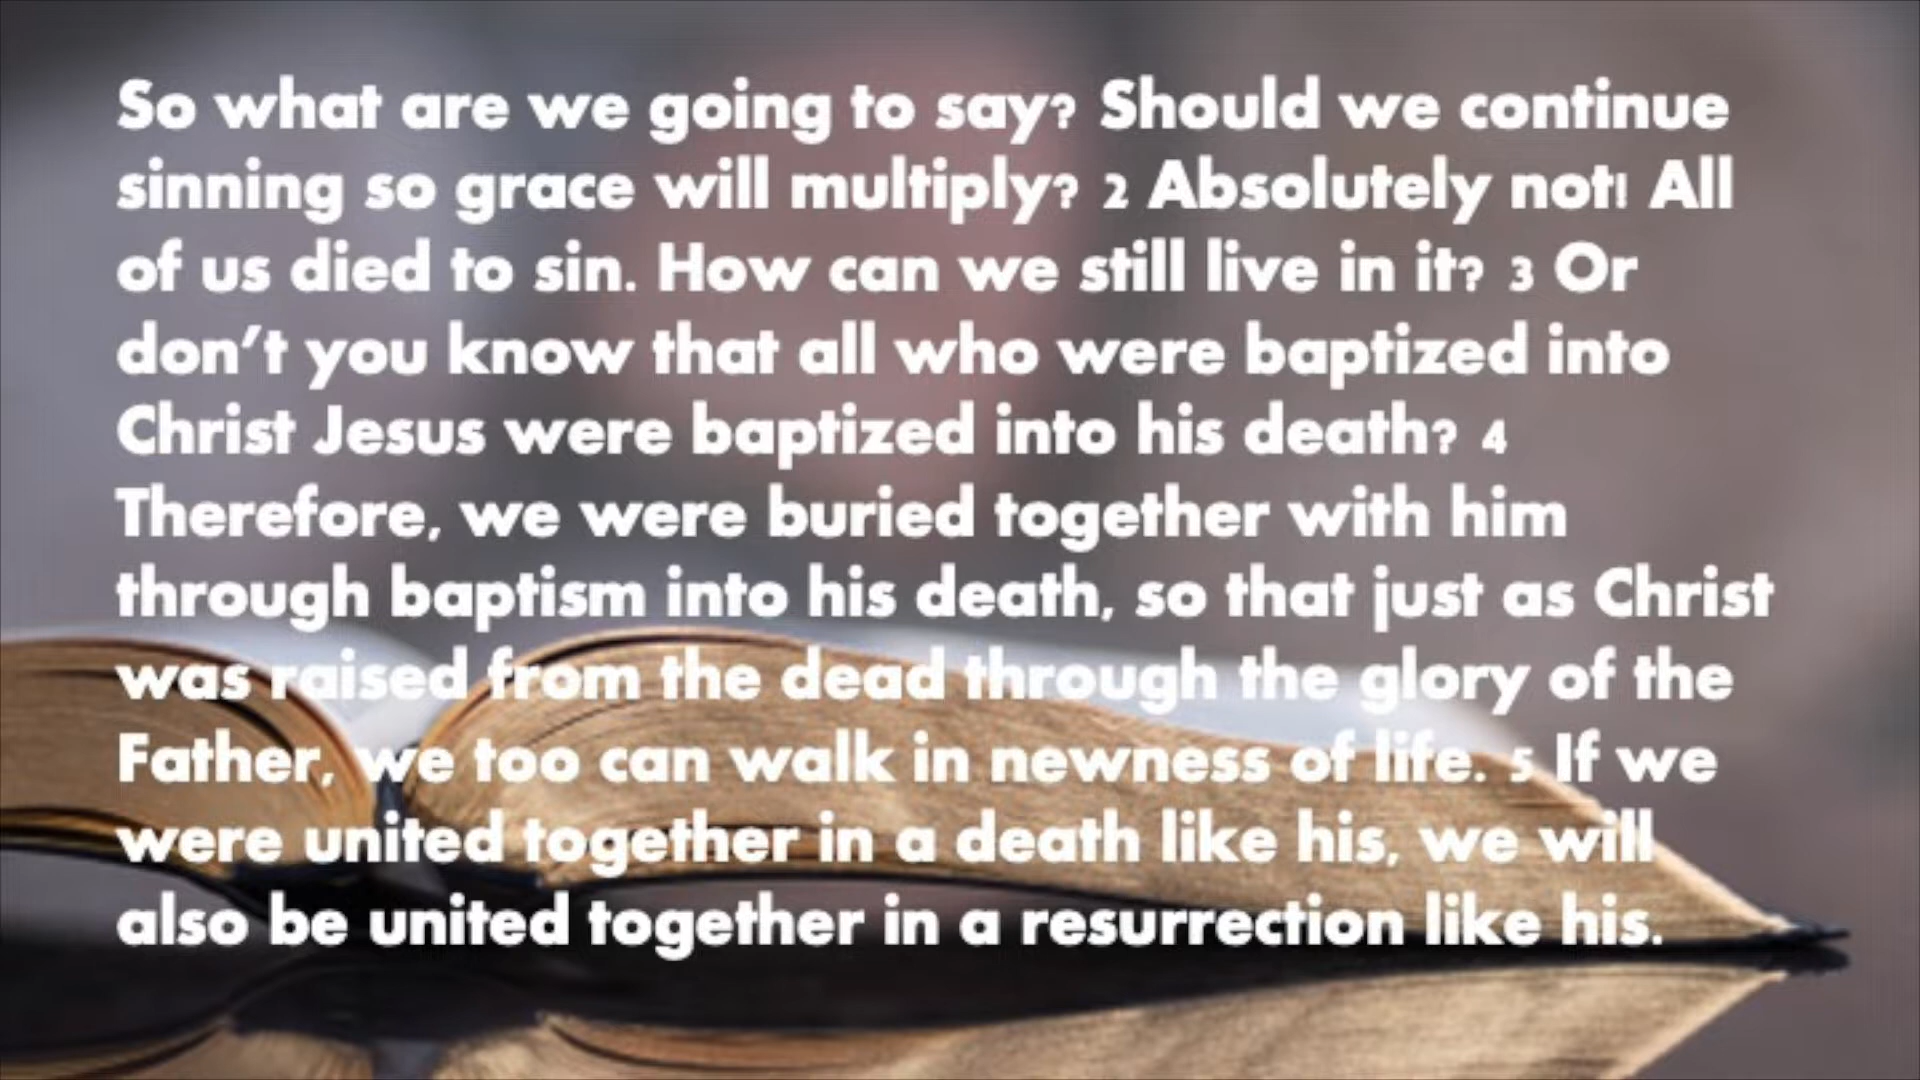 So what are we going to say? Should we continue
sinning so grace will multiply? 2 Absolutely not! All
of us died to sin. How can we still live in it? 3 Or
don’t you know that all who were baptized into
Christ Jesus were baptized into his death? 4
Therefore, we were buried together with him
through baptism into his death, so that just as Christ
was raised from the dead through the glory of the
Father, we too can walk in newness of life. 5 If we
were united together in a death like his, we will
also be united together in a resurrection like his.